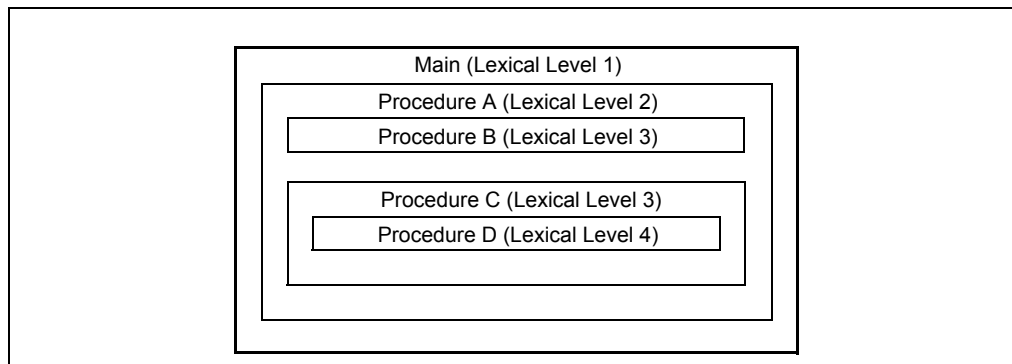 Main (Lexical Level 1)
Procedure A (Lexical Level 2)
Procedure B (Lexical Level 3)
Procedure C (Lexical Level 3)
Procedure D (Lexical Level 4)